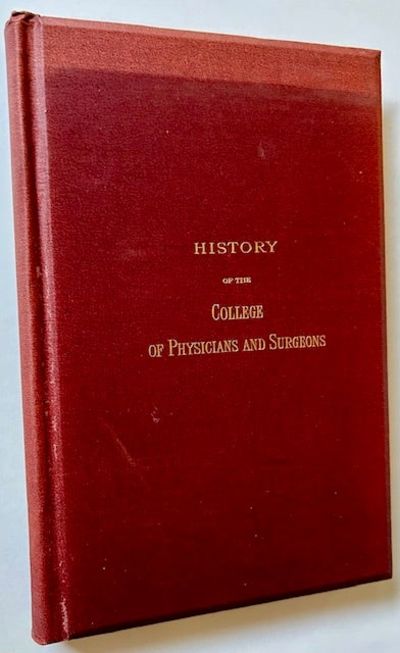 HISTORY
OF THE
COLLEGE
OF PHYSICIANS AND SURGEONS